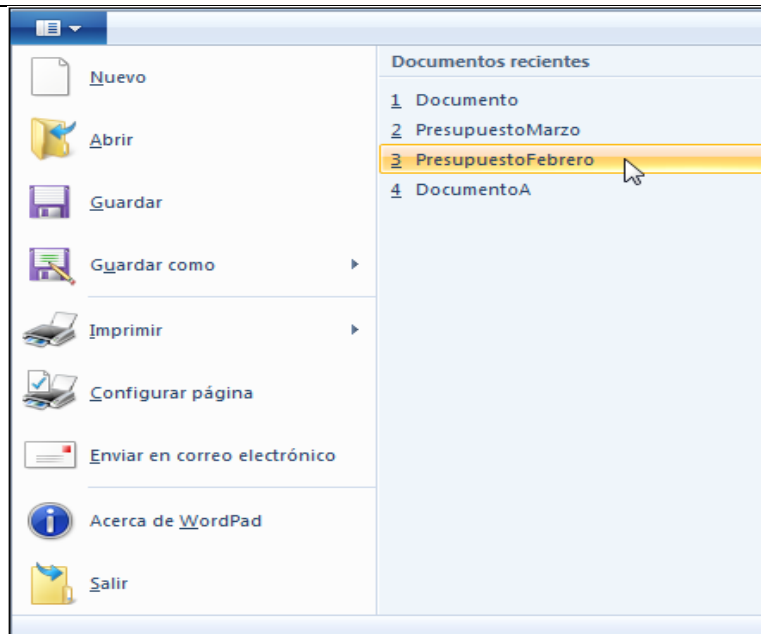 Nuevo
Abrir
Guardar
Guardar como
Imprimir
Configurar página
Enviar en correo electrónico
Acerca de WordPad
Salir
Documentos recientes
1 Documento
2 PresupuestoMarzo
3 PresupuestoFebrero
4 DocumentoA